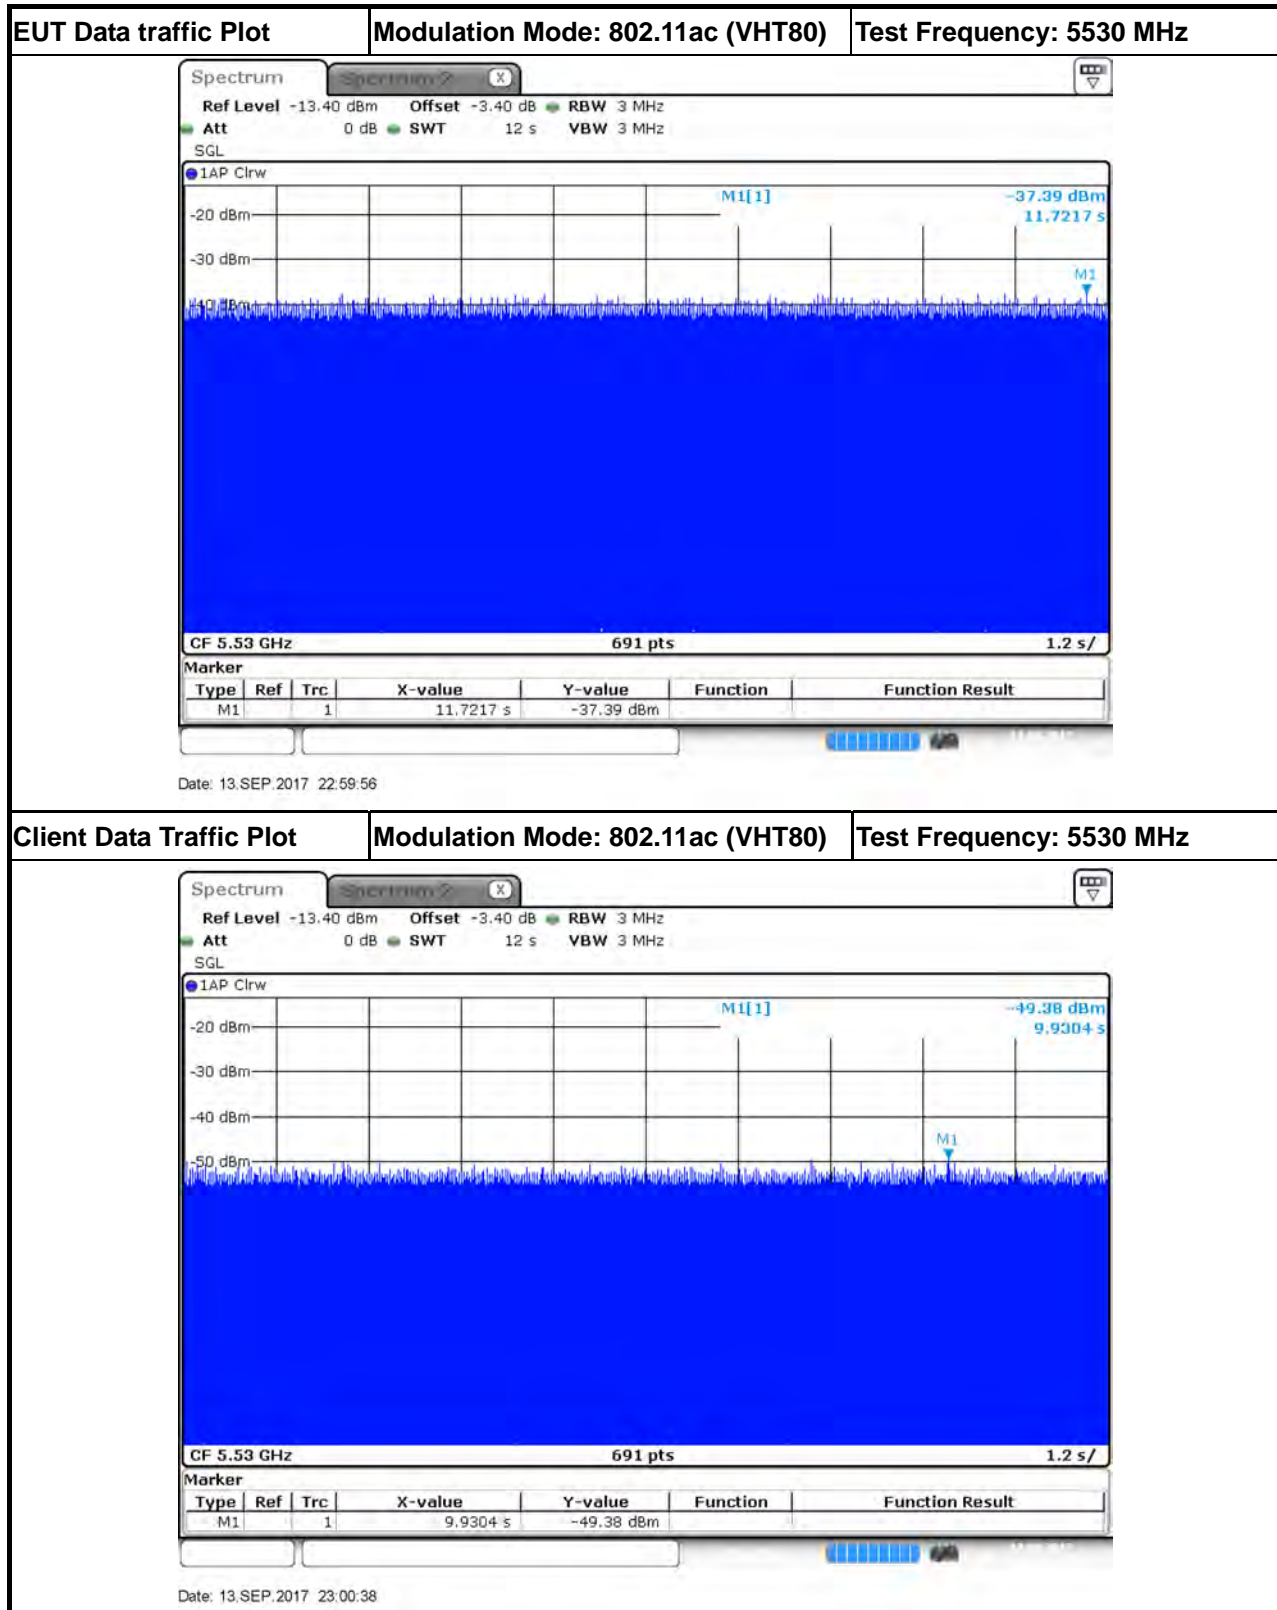 EUT Data traffic Plot Modulation Mode: 802.11ac (VHT80) Test Frequency: 5530 MHz
Spectrum Spectrum 2 X
Ref Level -13.40 dBm Offset -3.40 dB RBW 3 MHz
Att 0 dB SWT 12 s VBW 3 MHz
SGL
1AP Clrw
M1[1] -37.39 dBm
11.7217 s
-20 dBm
-30 dBm
M1
-40 dBm
CF 5.53 GHz 691 pts 1.2 s/
Marker
Type Ref Trc X-value Y-value Function Function Result
M1 1 11.7217 s -37.39 dBm
Date: 13.SEP.2017 22:59:56
Client Data Traffic Plot Modulation Mode: 802.11ac (VHT80) Test Frequency: 5530 MHz
Spectrum Spectrum 2 X
Ref Level -13.40 dBm Offset -3.40 dB RBW 3 MHz
Att 0 dB SWT 12 s VBW 3 MHz
SGL
1AP Clrw
M1[1] -49.38 dBm
9.9304 s
-20 dBm
-30 dBm
-40 dBm
M1
-50 dBm
CF 5.53 GHz 691 pts 1.2 s/
Marker
Type Ref Trc X-value Y-value Function Function Result
M1 1 9.9304 s -49.38 dBm
Date: 13.SEP.2017 23:00:38